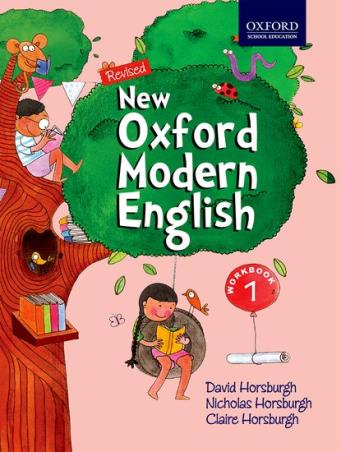 OXFORD
SCHOOL EDUCATION
Revised
New
Oxford
Modern
English
WORKBOOK
1
David Horsburgh
Nicholas Horsburgh
Claire Horsburgh